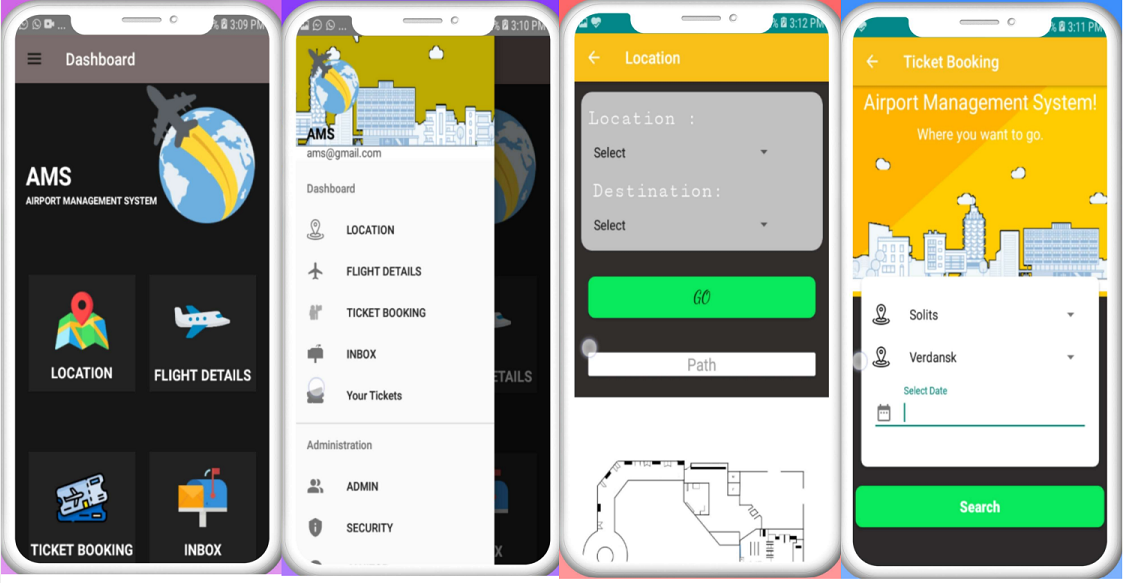 ... % 3:09 PM
Dashboard
AMS
AIRPORT MANAGEMENT SYSTEM
LOCATION
FLIGHT DETAILS
TICKET BOOKING
INBOX
... % 3:10 PM
AMS
ams@gmail.com
Dashboard
LOCATION
FLIGHT DETAILS
TICKET BOOKING
INBOX
Your Tickets
Administration
ADMIN
SECURITY
ETAILS
X
% 3:12 PM
Location
Location :
Select
Destination:
Select
GO
Path
% 3:11 PM
Ticket Booking
Airport Management System!
Where you want to go.
Solits
Verdansk
Select Date
Search